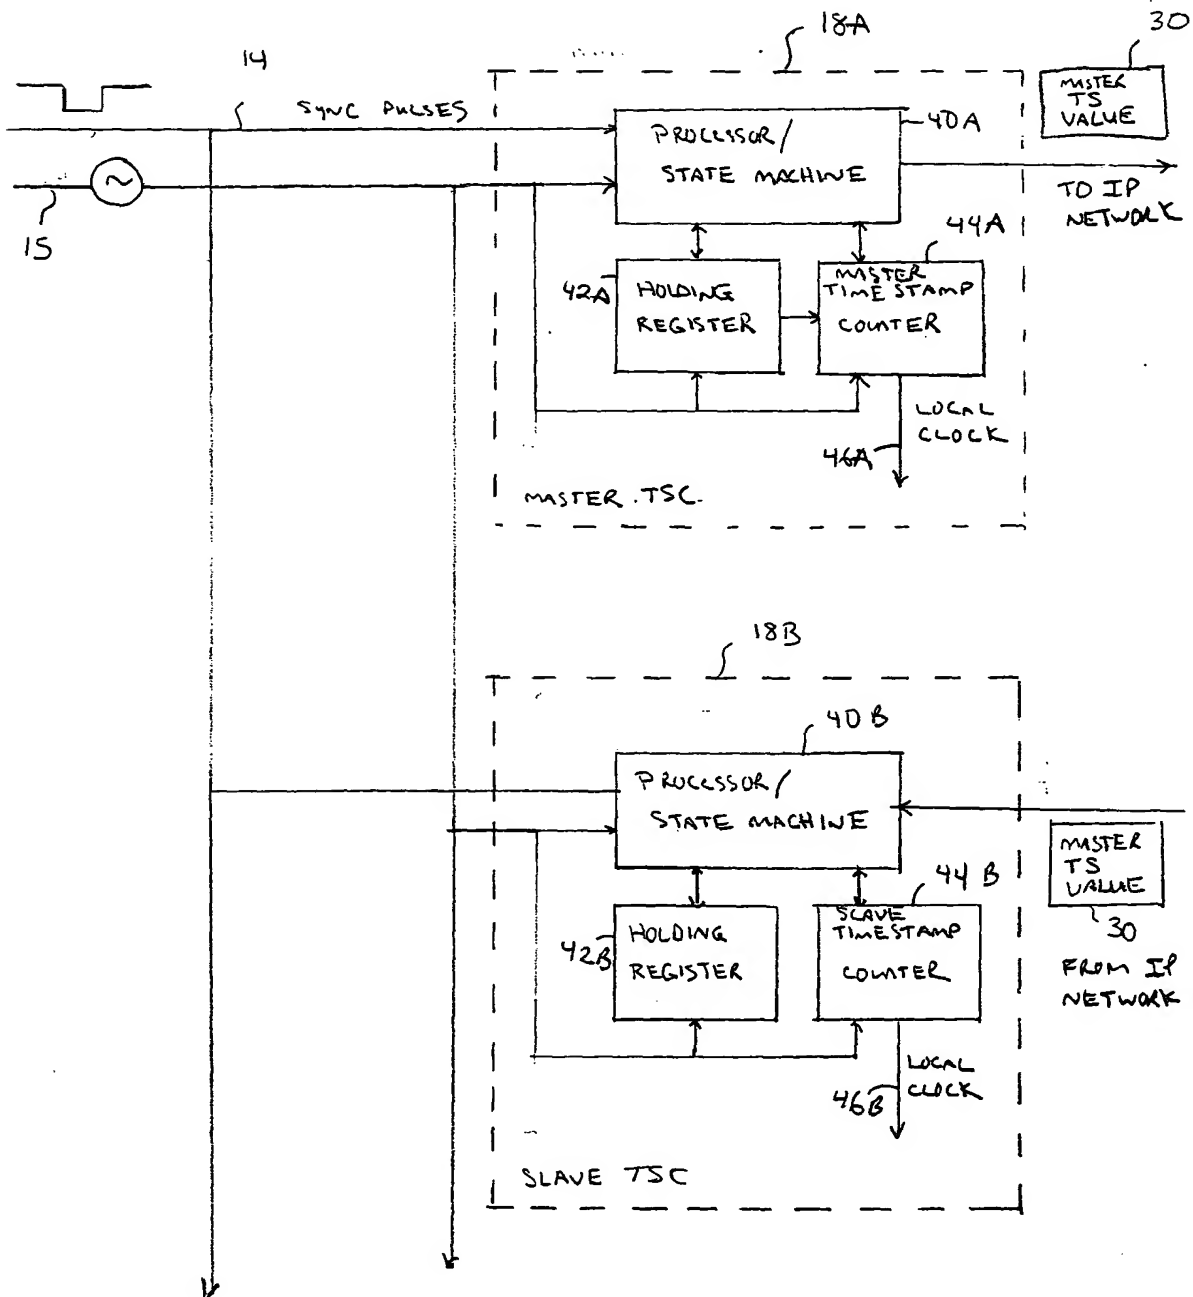 18A
30
14
SYNC PULSES
MASTER
TS
VALUE
PROCESSOR/
STATE MACHINE
40A
TO IP
NETWORK
15
44A
42A
HOLDING
REGISTER
MASTER
TIMESTAMP
COUNTER
LOCAL
CLOCK
46A
MASTER TSC
18B
40B
PROCESSOR/
STATE MACHINE
MASTER
TS
VALUE
44B
42B
HOLDING
REGISTER
SLAVE
TIMESTAMP
COUNTER
30
FROM IP
NETWORK
LOCAL
CLOCK
46B
SLAVE TSC